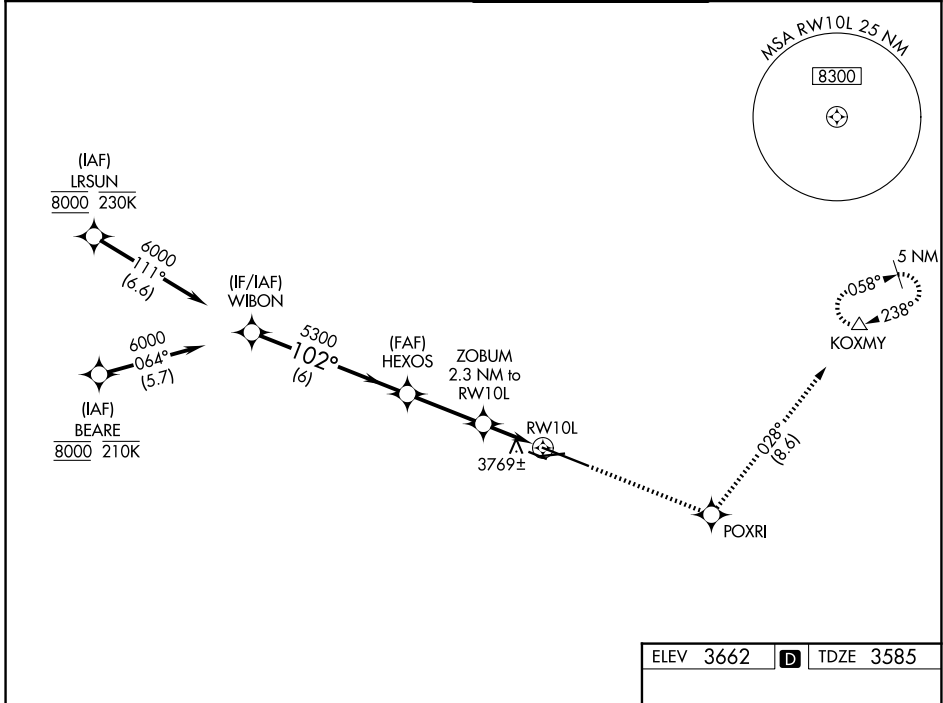 MSA RW10L 25 NM
8300
(IAF)
LRSUN
8000 230K
6000
111°
(6.6)
(IF/IAF)
WIBON
6000
064°
(5.7)
(IAF)
BEARE
8000 210K
5300
102°
(6)
(FAF)
HEXOS
ZOBUM
2.3 NM to
RW10L
RW10L
3769±
5 NM
058°
238°
KOXMY
028°
(8.6)
POXRI
ELEV 3662 D TDZE 3585